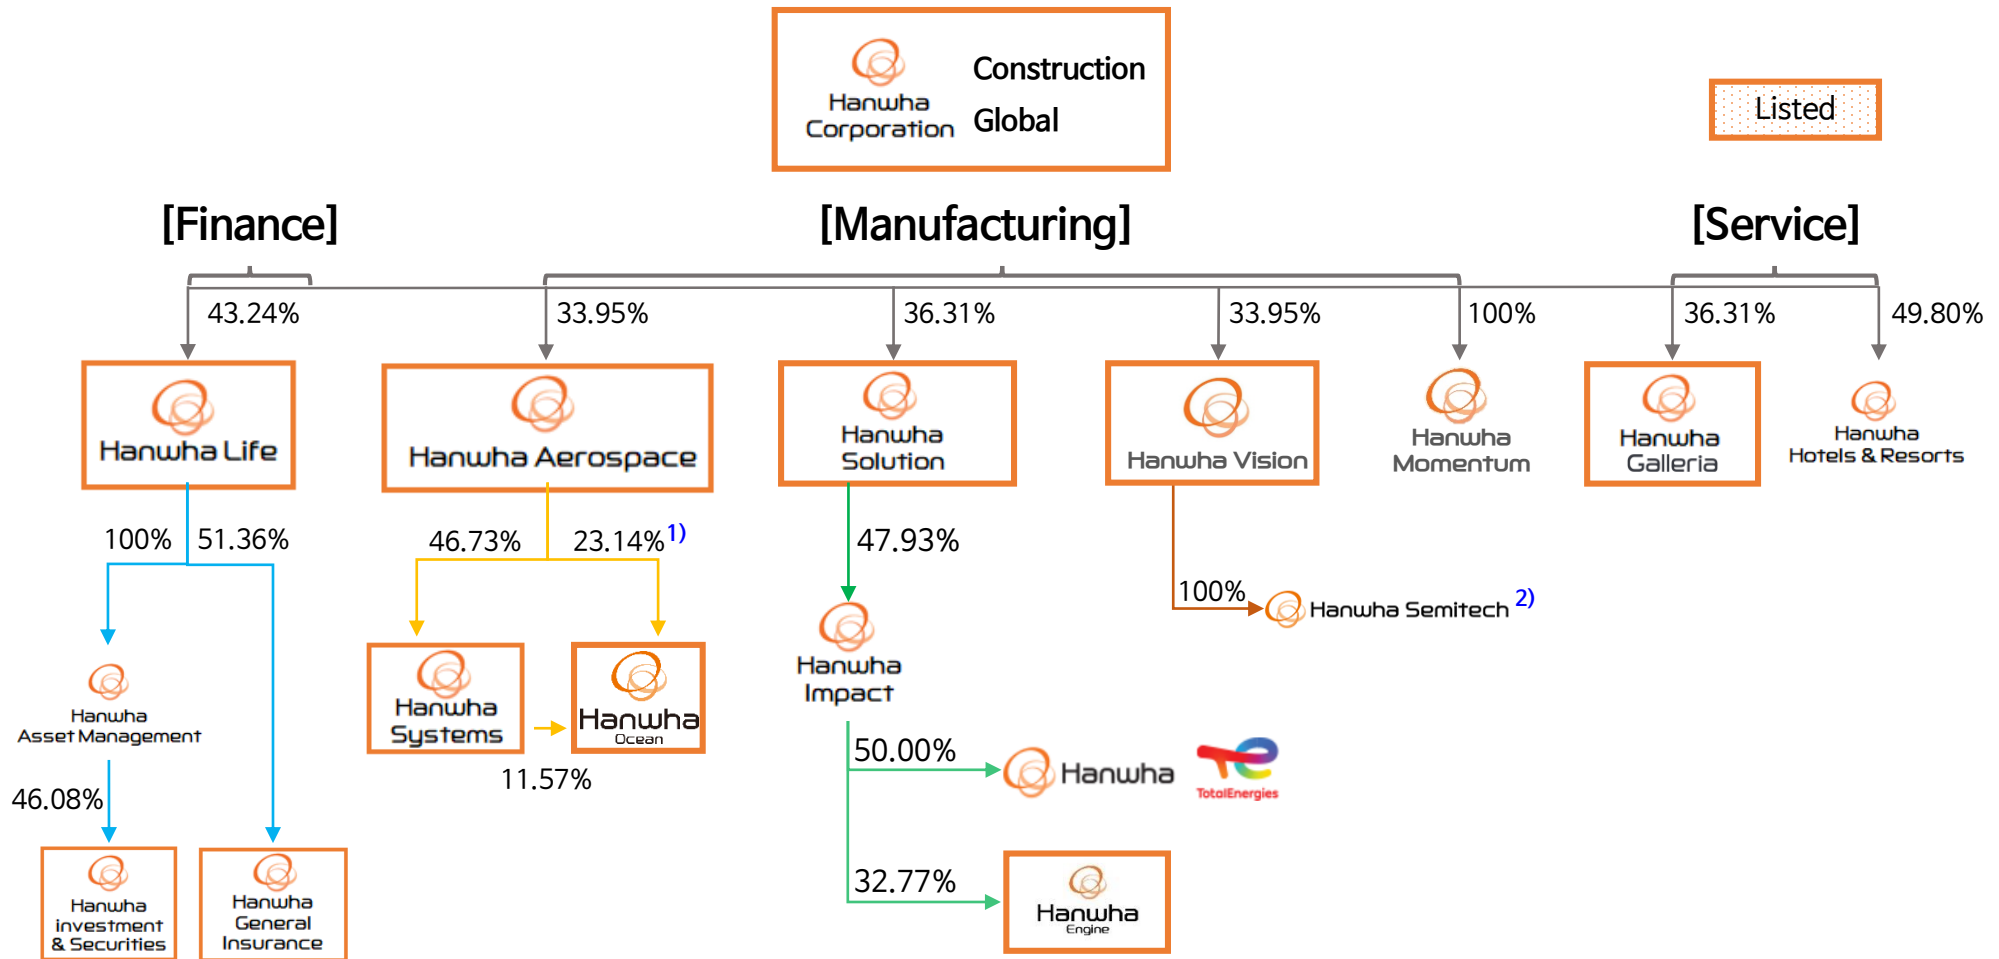 Hanwha
Corporation
Construction
Global
Listed
[Finance]
[Manufacturing]
[Service]
43.24%
33.95%
36.31%
33.95%
100%
36.31%
49.80%
Hanwha Life
Hanwha Aerospace
Hanwha
Solution
Hanwha Vision
Hanwha
Momentum
Hanwha
Galleria
Hanwha
Hotels & Resorts
100%
51.36%
46.73%
23.14%1)
47.93%
100%
Hanwha Semitech 2)
Hanwha
Asset Management
Hanwha
Systems
Hanwha
Ocean
11.57%
Hanwha
Impact
50.00%
Hanwha
TotalEnergies
46.08%
32.77%
Hanwha
investment
& Securities
Hanwha
General
Insurance
Hanwha
Engine